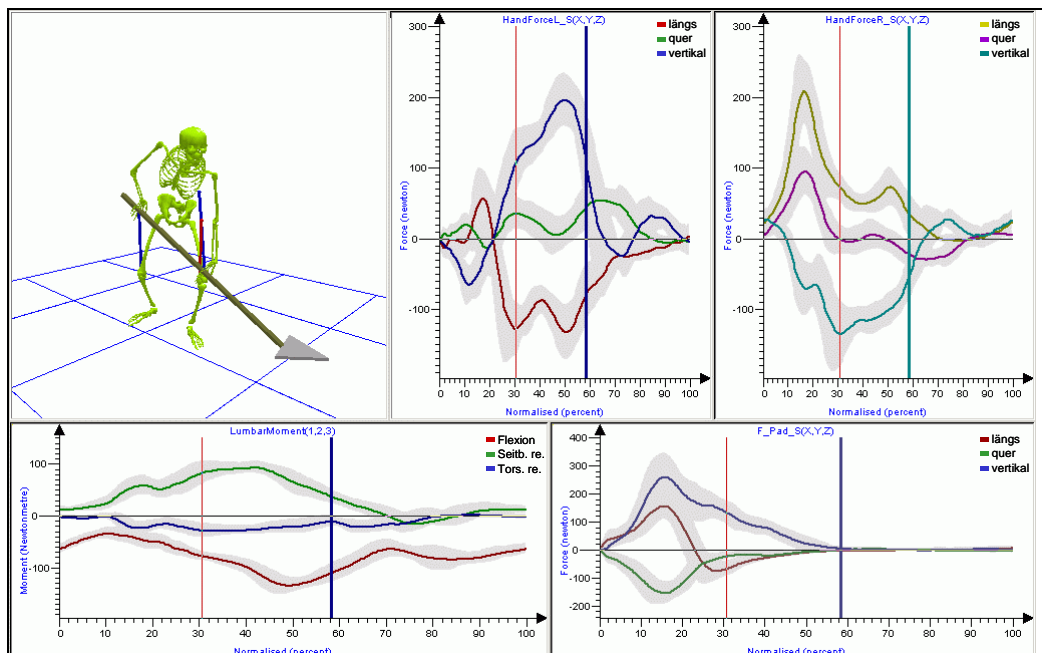 HandForceL_S(X,Y,Z)
300
200
100
0
-100
Force (newton)
längs
quer
vertikal
0 10 20 30 40 50 60 70 80 90 100
Normalised (percent)
HandForceR_S(X,Y,Z)
300
200
100
0
-100
Force (newton)
längs
quer
vertikal
0 10 20 30 40 50 60 70 80 90 100
Normalised (percent)
LumbarMoment(1,2,3)
100
0
-100
Moment (Newtonmetre)
Flexion
Seitb. re.
Tors. re.
0 10 20 30 40 50 60 70 80 90 100
Normalised (percent)
F_Pad_S(X,Y,Z)
400
300
200
100
0
-100
-200
Force (newton)
längs
quer
vertikal
0 10 20 30 40 50 60 70 80 90 100
Normalised (percent)